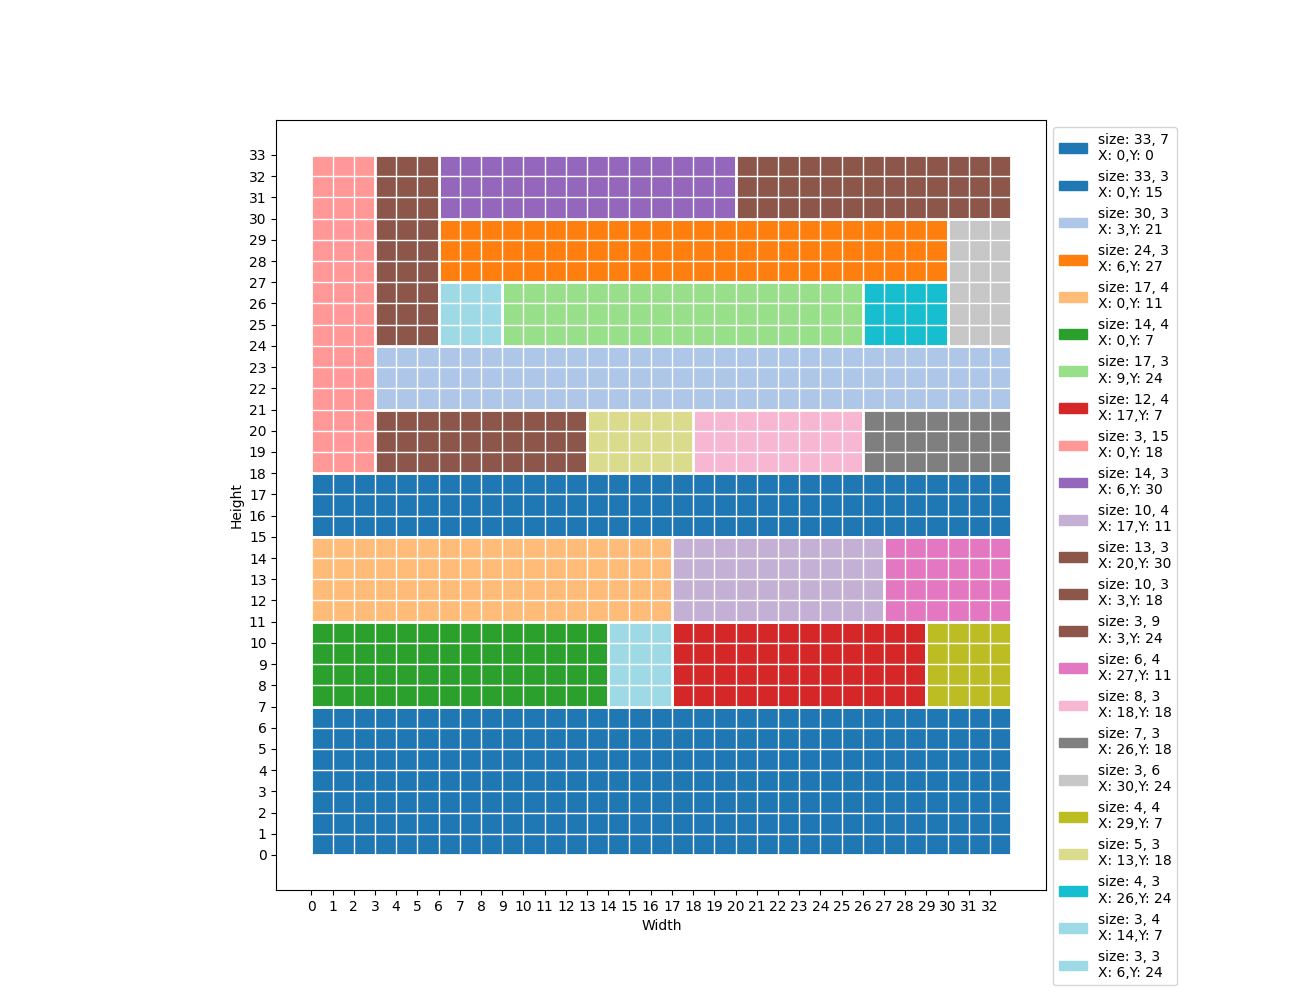 33
32
31
30
29
28
27
26
25
24
23
22
21
20
19
18
17
16
15
14
13
12
11
10
9
8
7
6
5
4
3
2
1
0
Height
0 1 2 3 4 5 6 7 8 9 10 11 12 13 14 15 16 17 18 19 20 21 22 23 24 25 26 27 28 29 30 31 32
Width
size: 33, 7
X: 0,Y: 0
size: 33, 3
X: 0,Y: 15
size: 30, 3
X: 3,Y: 21
size: 24, 3
X: 6,Y: 27
size: 17, 4
X: 0,Y: 11
size: 14, 4
X: 0,Y: 7
size: 17, 3
X: 9,Y: 24
size: 12, 4
X: 17,Y: 7
size: 3, 15
X: 0,Y: 18
size: 14, 3
X: 6,Y: 30
size: 10, 4
X: 17,Y: 11
size: 13, 3
X: 20,Y: 30
size: 10, 3
X: 3,Y: 18
size: 3, 9
X: 3,Y: 24
size: 6, 4
X: 27,Y: 11
size: 8, 3
X: 18,Y: 18
size: 7, 3
X: 26,Y: 18
size: 3, 6
X: 30,Y: 24
size: 4, 4
X: 29,Y: 7
size: 5, 3
X: 13,Y: 18
size: 4, 3
X: 26,Y: 24
size: 3, 4
X: 14,Y: 7
size: 3, 3
X: 6,Y: 24